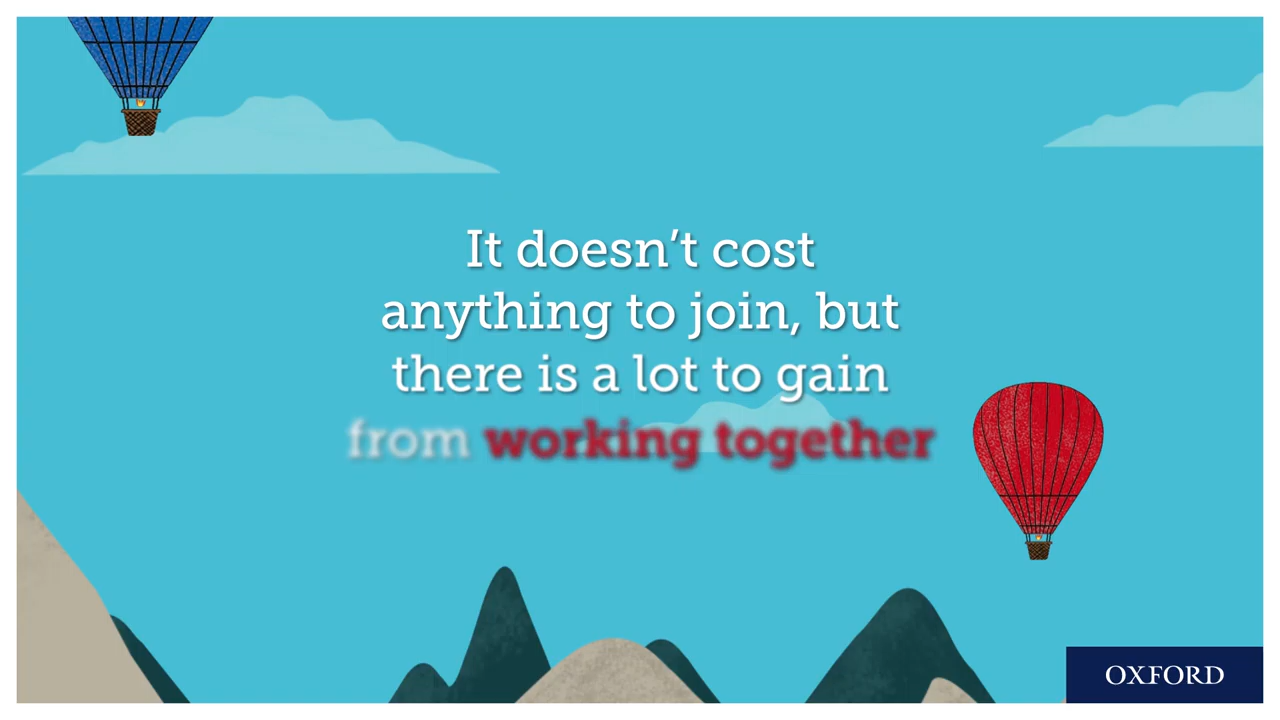 It doesn’t cost
anything to join, but
there is a lot to gain
from working together
OXFORD